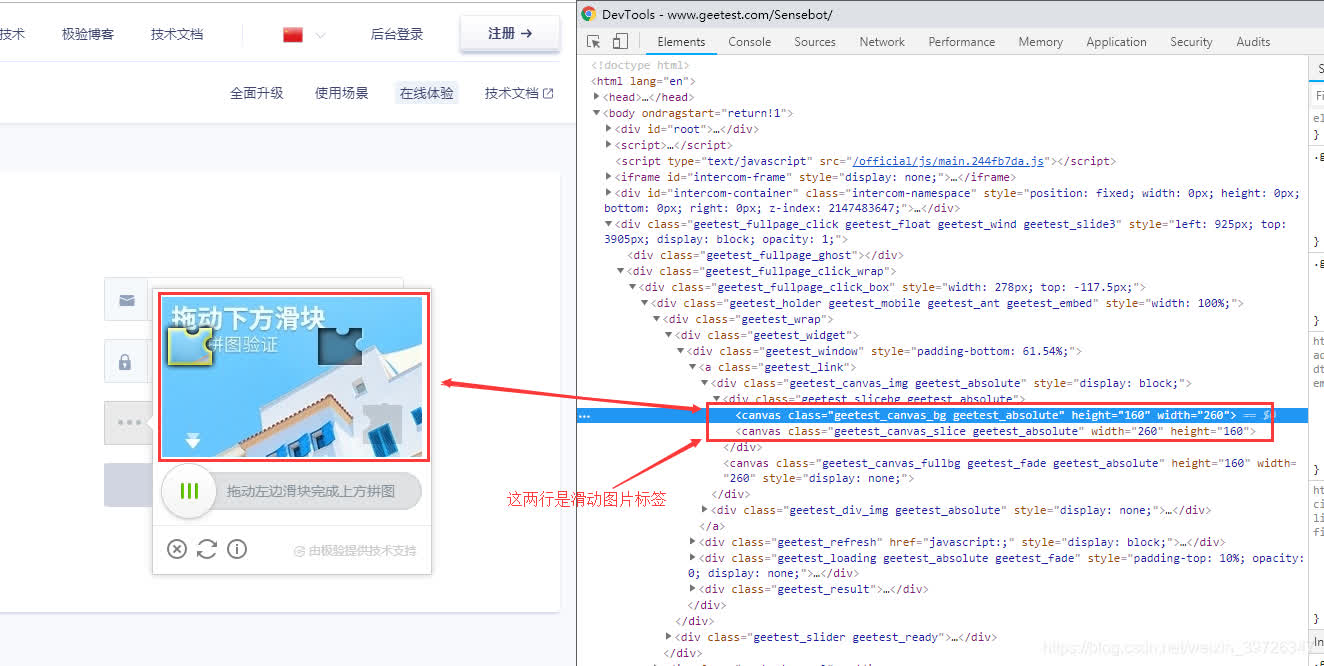 技术 极验博客 技术文档 后台登录 注册 →
全面升级 使用场景 在线体验 技术文档
拖动下方滑块
拼图验证
拖动左边滑块完成上方拼图
由极验提供技术支持
这两行是滑动图片标签
DevTools - www.geetest.com/Sensebot/
Elements Console Sources Network Performance Memory Application Security Audits
<!doctype html>
<html lang="en">
<head>…</head>
<body ondragstart="return!1">
<div id="root">…</div>
<script>…</script>
<script type="text/javascript" src="/official/js/main.244fb7da.js"></script>
<iframe id="intercom-frame" style="display: none;">…</iframe>
<div id="intercom-container" class="intercom-namespace" style="position: fixed; width: 0px; height: 0px;
bottom: 0px; right: 0px; z-index: 2147483647;">…</div>
<div class="geetest_fullpage_click geetest_float geetest_wind geetest_slide3" style="left: 925px; top:
3905px; display: block; opacity: 1;">
<div class="geetest_fullpage_ghost"></div>
<div class="geetest_fullpage_click_wrap">
<div class="geetest_fullpage_click_box" style="width: 278px; top: -117.5px;">
<div class="geetest_holder geetest_mobile geetest_ant geetest_embed" style="width: 100%;">
<div class="geetest_wrap">
<div class="geetest_widget">
<div class="geetest_window" style="padding-bottom: 61.54%;">
<a class="geetest_link">
<div class="geetest_canvas_img geetest_absolute" style="display: block;">
<div class="geetest_slicebg geetest_absolute">
<canvas class="geetest_canvas_bg geetest_absolute" height="160" width="260"> ==
<canvas class="geetest_canvas_slice geetest_absolute" width="260" height="160">
</div>
<canvas class="geetest_canvas_fullbg geetest_fade geetest_absolute" height="160" width=
"260" style="display: none;">
</div>
<div class="geetest_div_img geetest_absolute" style="display: none;">…</div>
</a>
<div class="geetest_refresh" href="javascript:;" style="display: block;">…</div>
<div class="geetest_loading geetest_absolute geetest_fade" style="padding-top: 10%; opacity:
0; display: none;">…</div>
<div class="geetest_result">…</div>
</div>
</div>
<div class="geetest_slider geetest_ready">…</div>
</div>